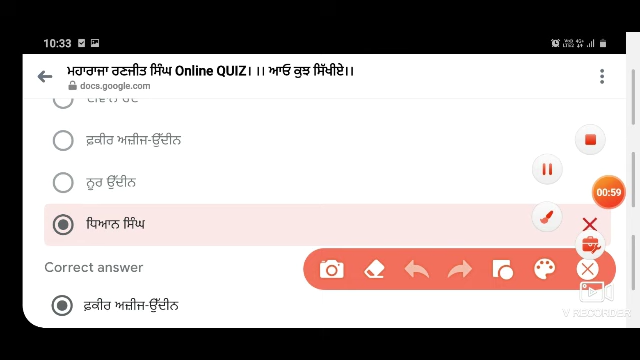 10:33
ਮਹਾਰਾਜਾ ਰਣਜੀਤ ਸਿੰਘ Online QUIZ। ।। ਆਓ ਕੁਝ ਸਿੱਖੀਏ।।
docs.google.com
ਫ਼ਕੀਰ ਅਜ਼ੀਜ-ਉੱਦੀਨ
ਨੂਰ ਉੱਦੀਨ
00:59
ਧਿਆਨ ਸਿੰਘ
Correct answer
ਫ਼ਕੀਰ ਅਜ਼ੀਜ-ਉੱਦੀਨ
V RECORDER